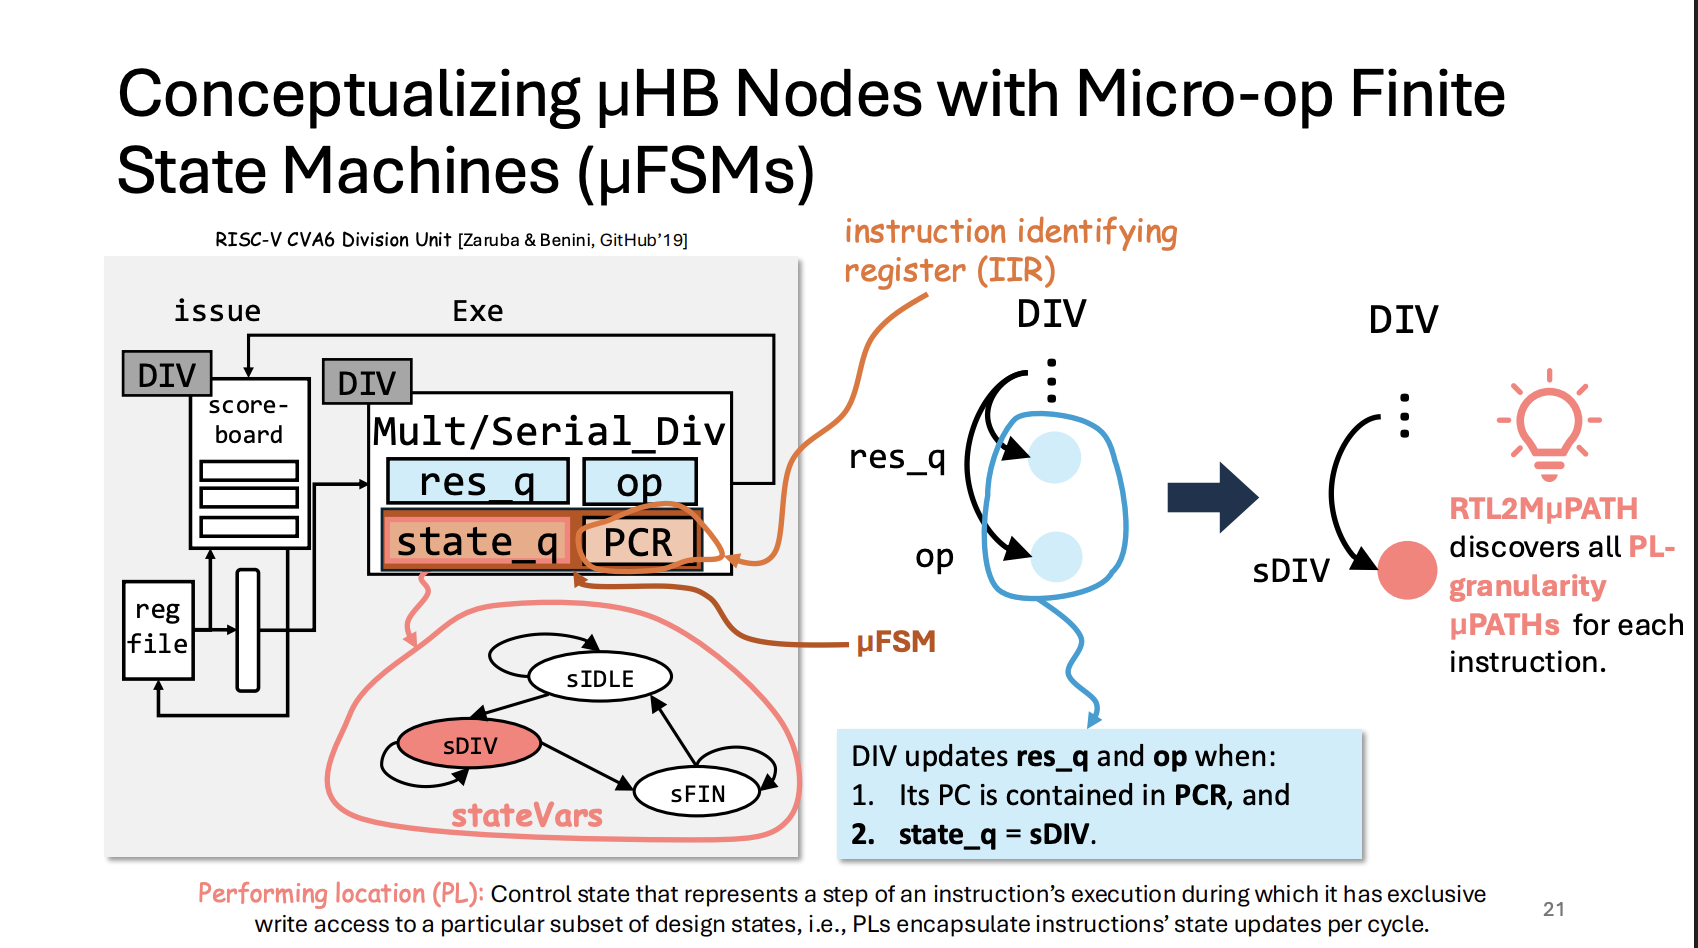 Conceptualizing µHB Nodes with Micro-op Finite
State Machines (µFSMs)
RISC-V CVA6 Division Unit [Zaruba & Benini, GitHub'19]
instruction identifying
register (IIR)
issue
Exe
DIV
DIV
score-
board
Mult/Serial_Div
res_q
op
state_q
PCR
reg
file
µFSM
sIDLE
sDIV
sFIN
stateVars
DIV
res_q
op
DIV
sDIV
RTL2MµPATH
discovers all PL-
granularity
µPATHs for each
instruction.
DIV updates res_q and op when:
1. Its PC is contained in PCR, and
2. state_q = sDIV.
Performing location (PL): Control state that represents a step of an instruction's execution during which it has exclusive
write access to a particular subset of design states, i.e., PLs encapsulate instructions' state updates per cycle.
21